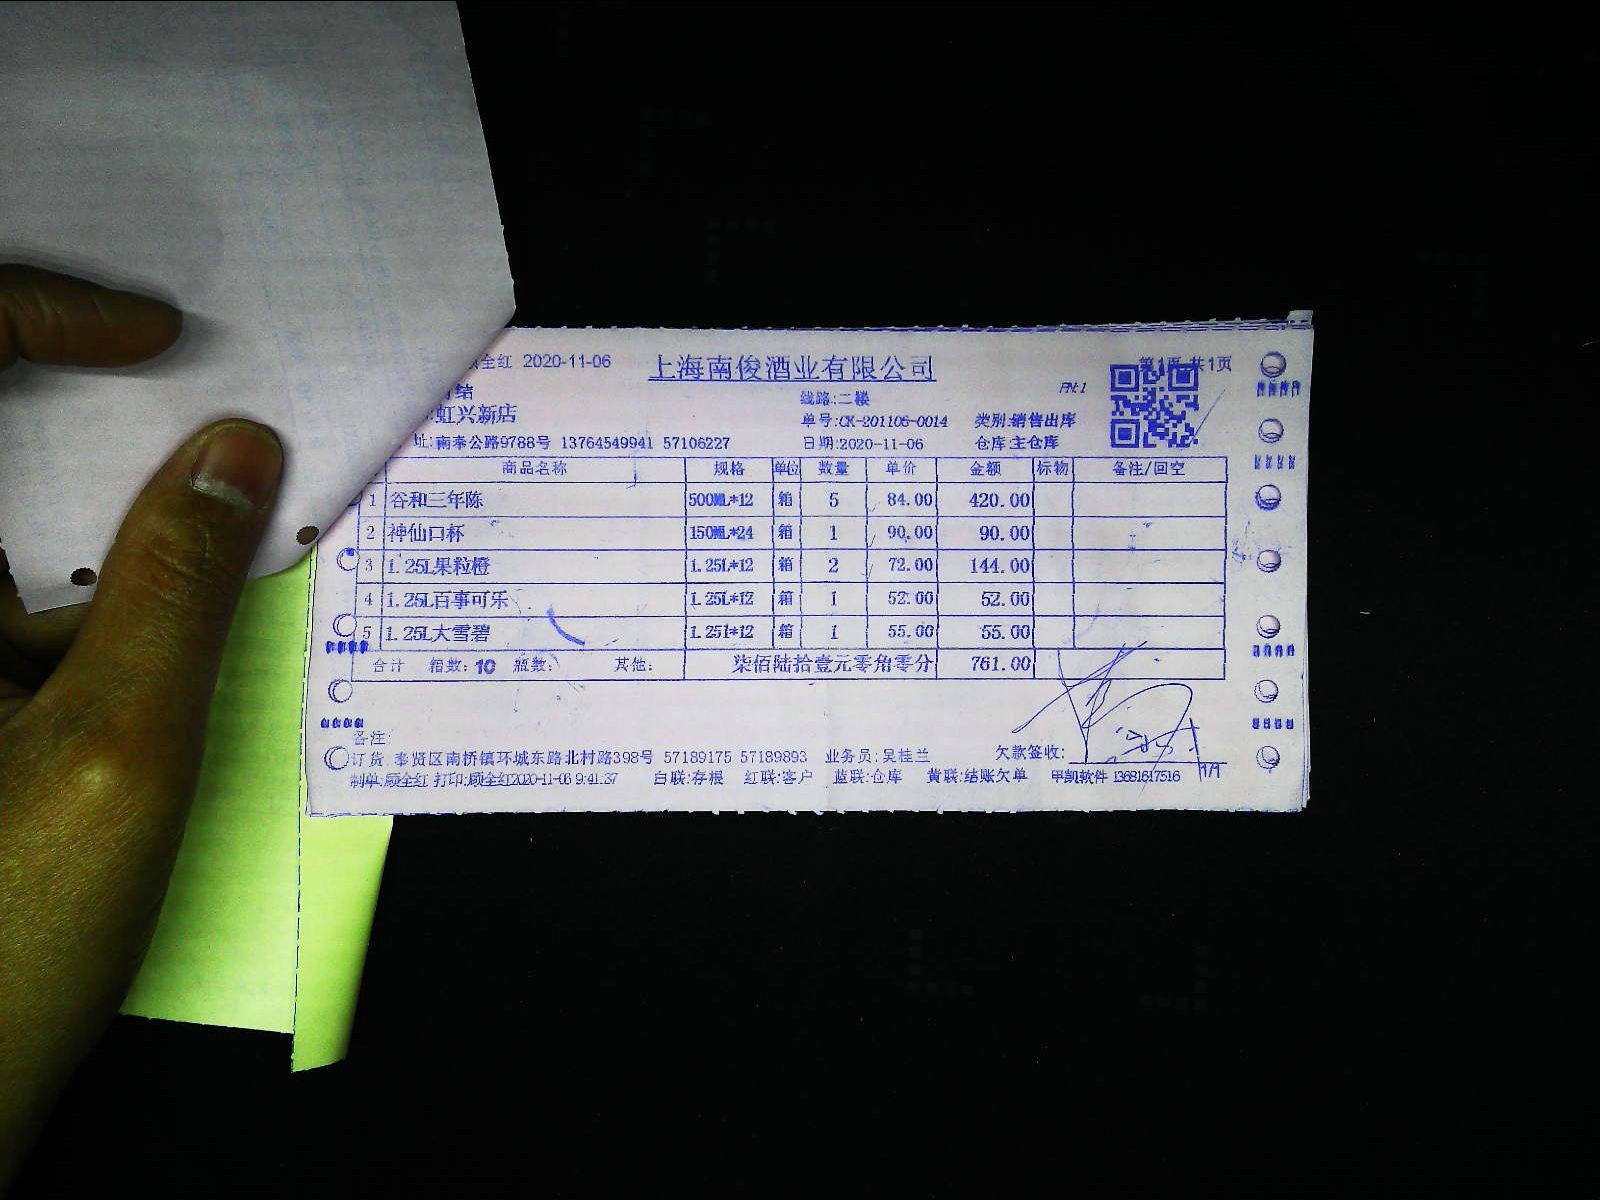 全红 2020-11-06 上海南俊酒业有限公司 第1页 共1页
结 线路:二楼
虹兴新店 单号:CK-201106-0014 类别:销售出库
址:南奉公路9788号 13764549941 57106227 日期:2020-11-06 仓库:主仓库
商品名称 规格 单位 数量 单价 金额 标物 备注/回空
1 谷和三年陈 500ML*12 箱 5 84.00 420.00
2 神仙口杯 150ML*24 箱 1 90.00 90.00
3 1.25L果粒橙 1.25L*12 箱 2 72.00 144.00
4 1.25L百事可乐 1.25L*12 箱 1 52.00 52.00
5 1.25L大雪碧 1.25l*12 箱 1 55.00 55.00
合计 箱数: 10 瓶数: 其他: 柒佰陆拾壹元零角零分 761.00
备注:
订货 奉贤区南桥镇环城东路北村路398号 57189175 57189893 业务员:吴桂兰 欠款签收:
制单:顾全红 打印:顾全红2020-11-06 9:41:37 白联:存根 红联:客户 蓝联:仓库 黄联:结账欠单 甲凯软件 13681617516 1/1